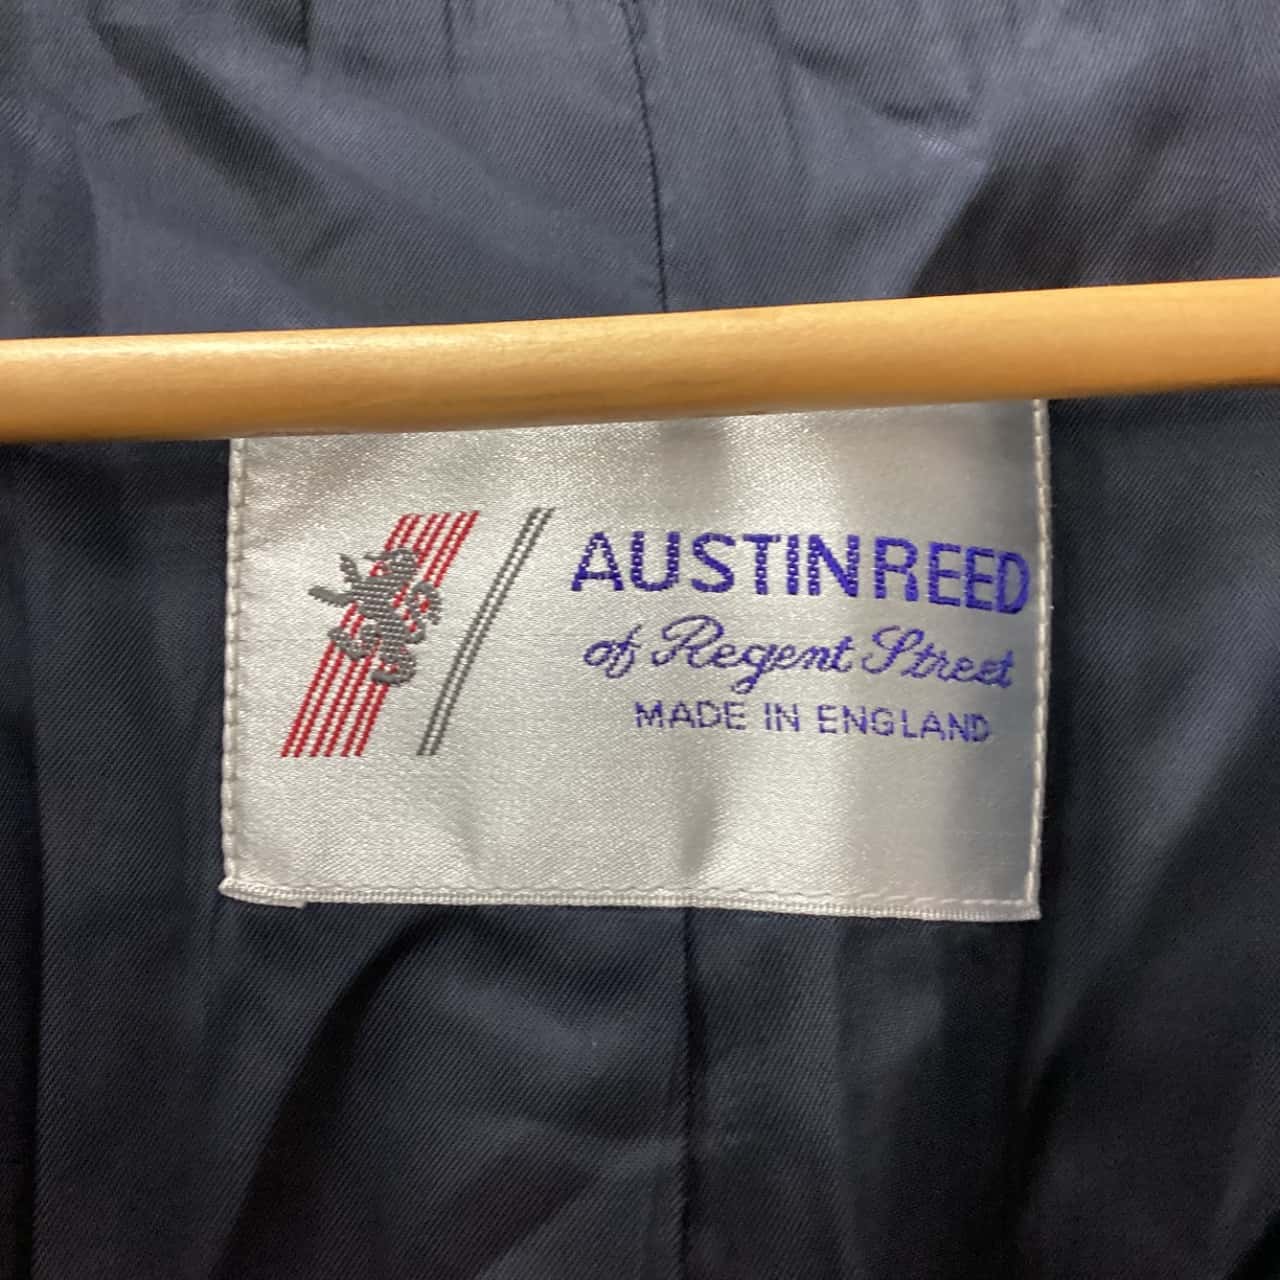 AUSTIN REED
of Regent Street
MADE IN ENGLAND